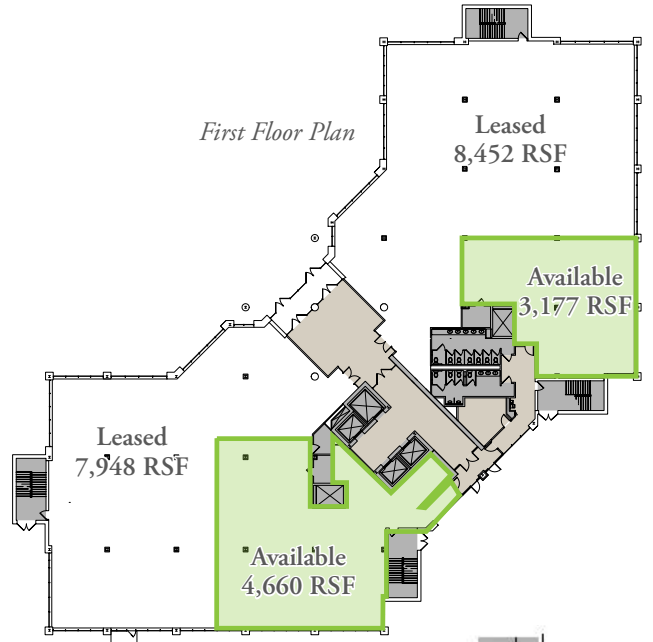 First Floor Plan
Leased
8,452 RSF
Available
3,177 RSF
Leased
7,948 RSF
Available
4,660 RSF